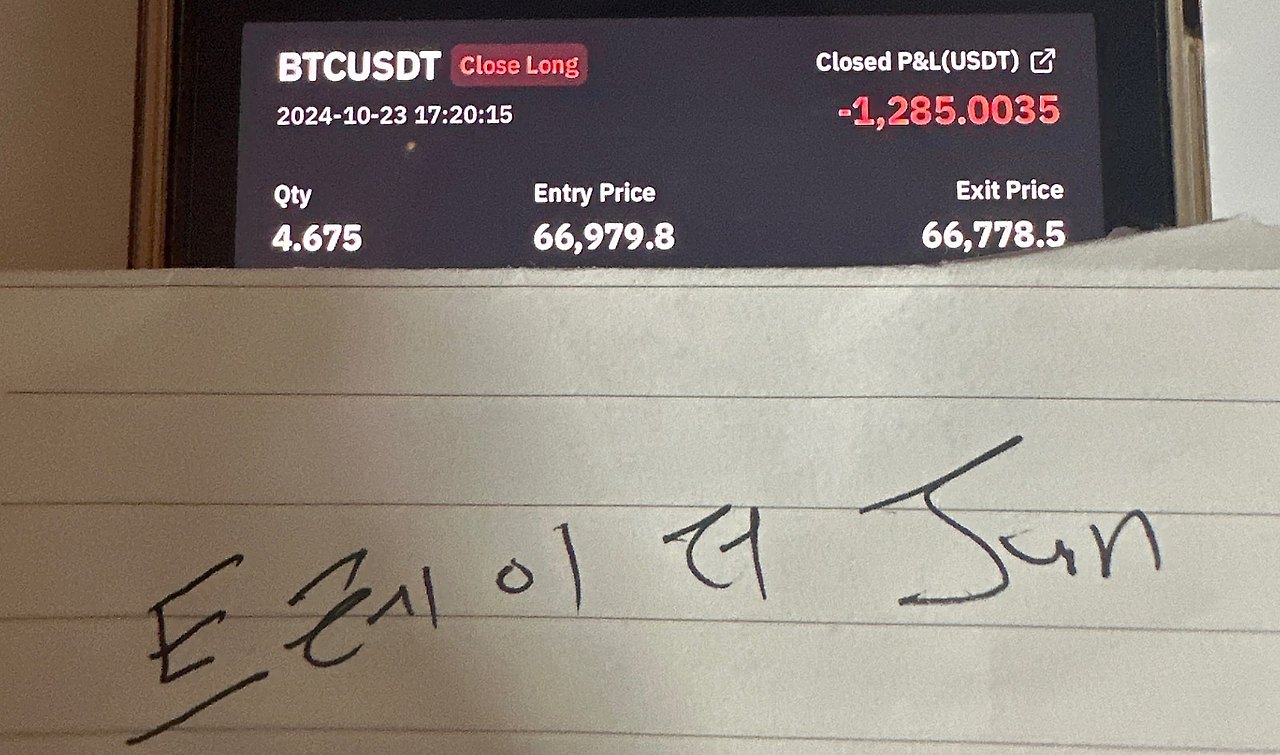 BTCUSDT Close Long Closed P&L(USDT)
2024-10-23 17:20:15 -1,285.0035
Qty Entry Price Exit Price
4.675 66,979.8 66,778.5
트레이더 Jun